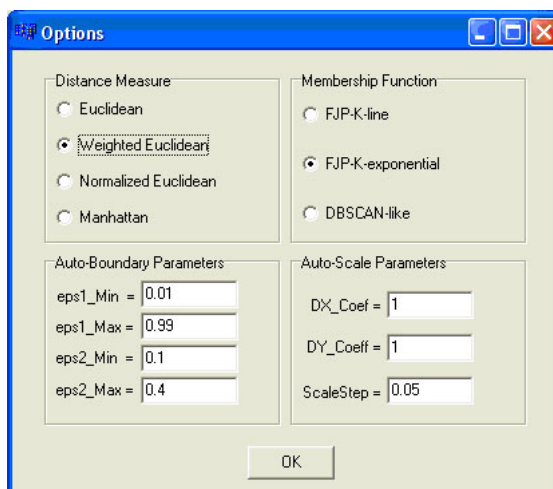 Options
Distance Measure
Euclidean
Weighted Euclidean
Normalized Euclidean
Manhattan
Membership Function
FJP-K-line
FJP-K-exponential
DBSCAN-like
Auto-Boundary Parameters
eps1_Min = 0.01
eps1_Max = 0.99
eps2_Min = 0.1
eps2_Max = 0.4
Auto-Scale Parameters
DX_Coef = 1
DY_Coeff = 1
ScaleStep = 0.05
OK